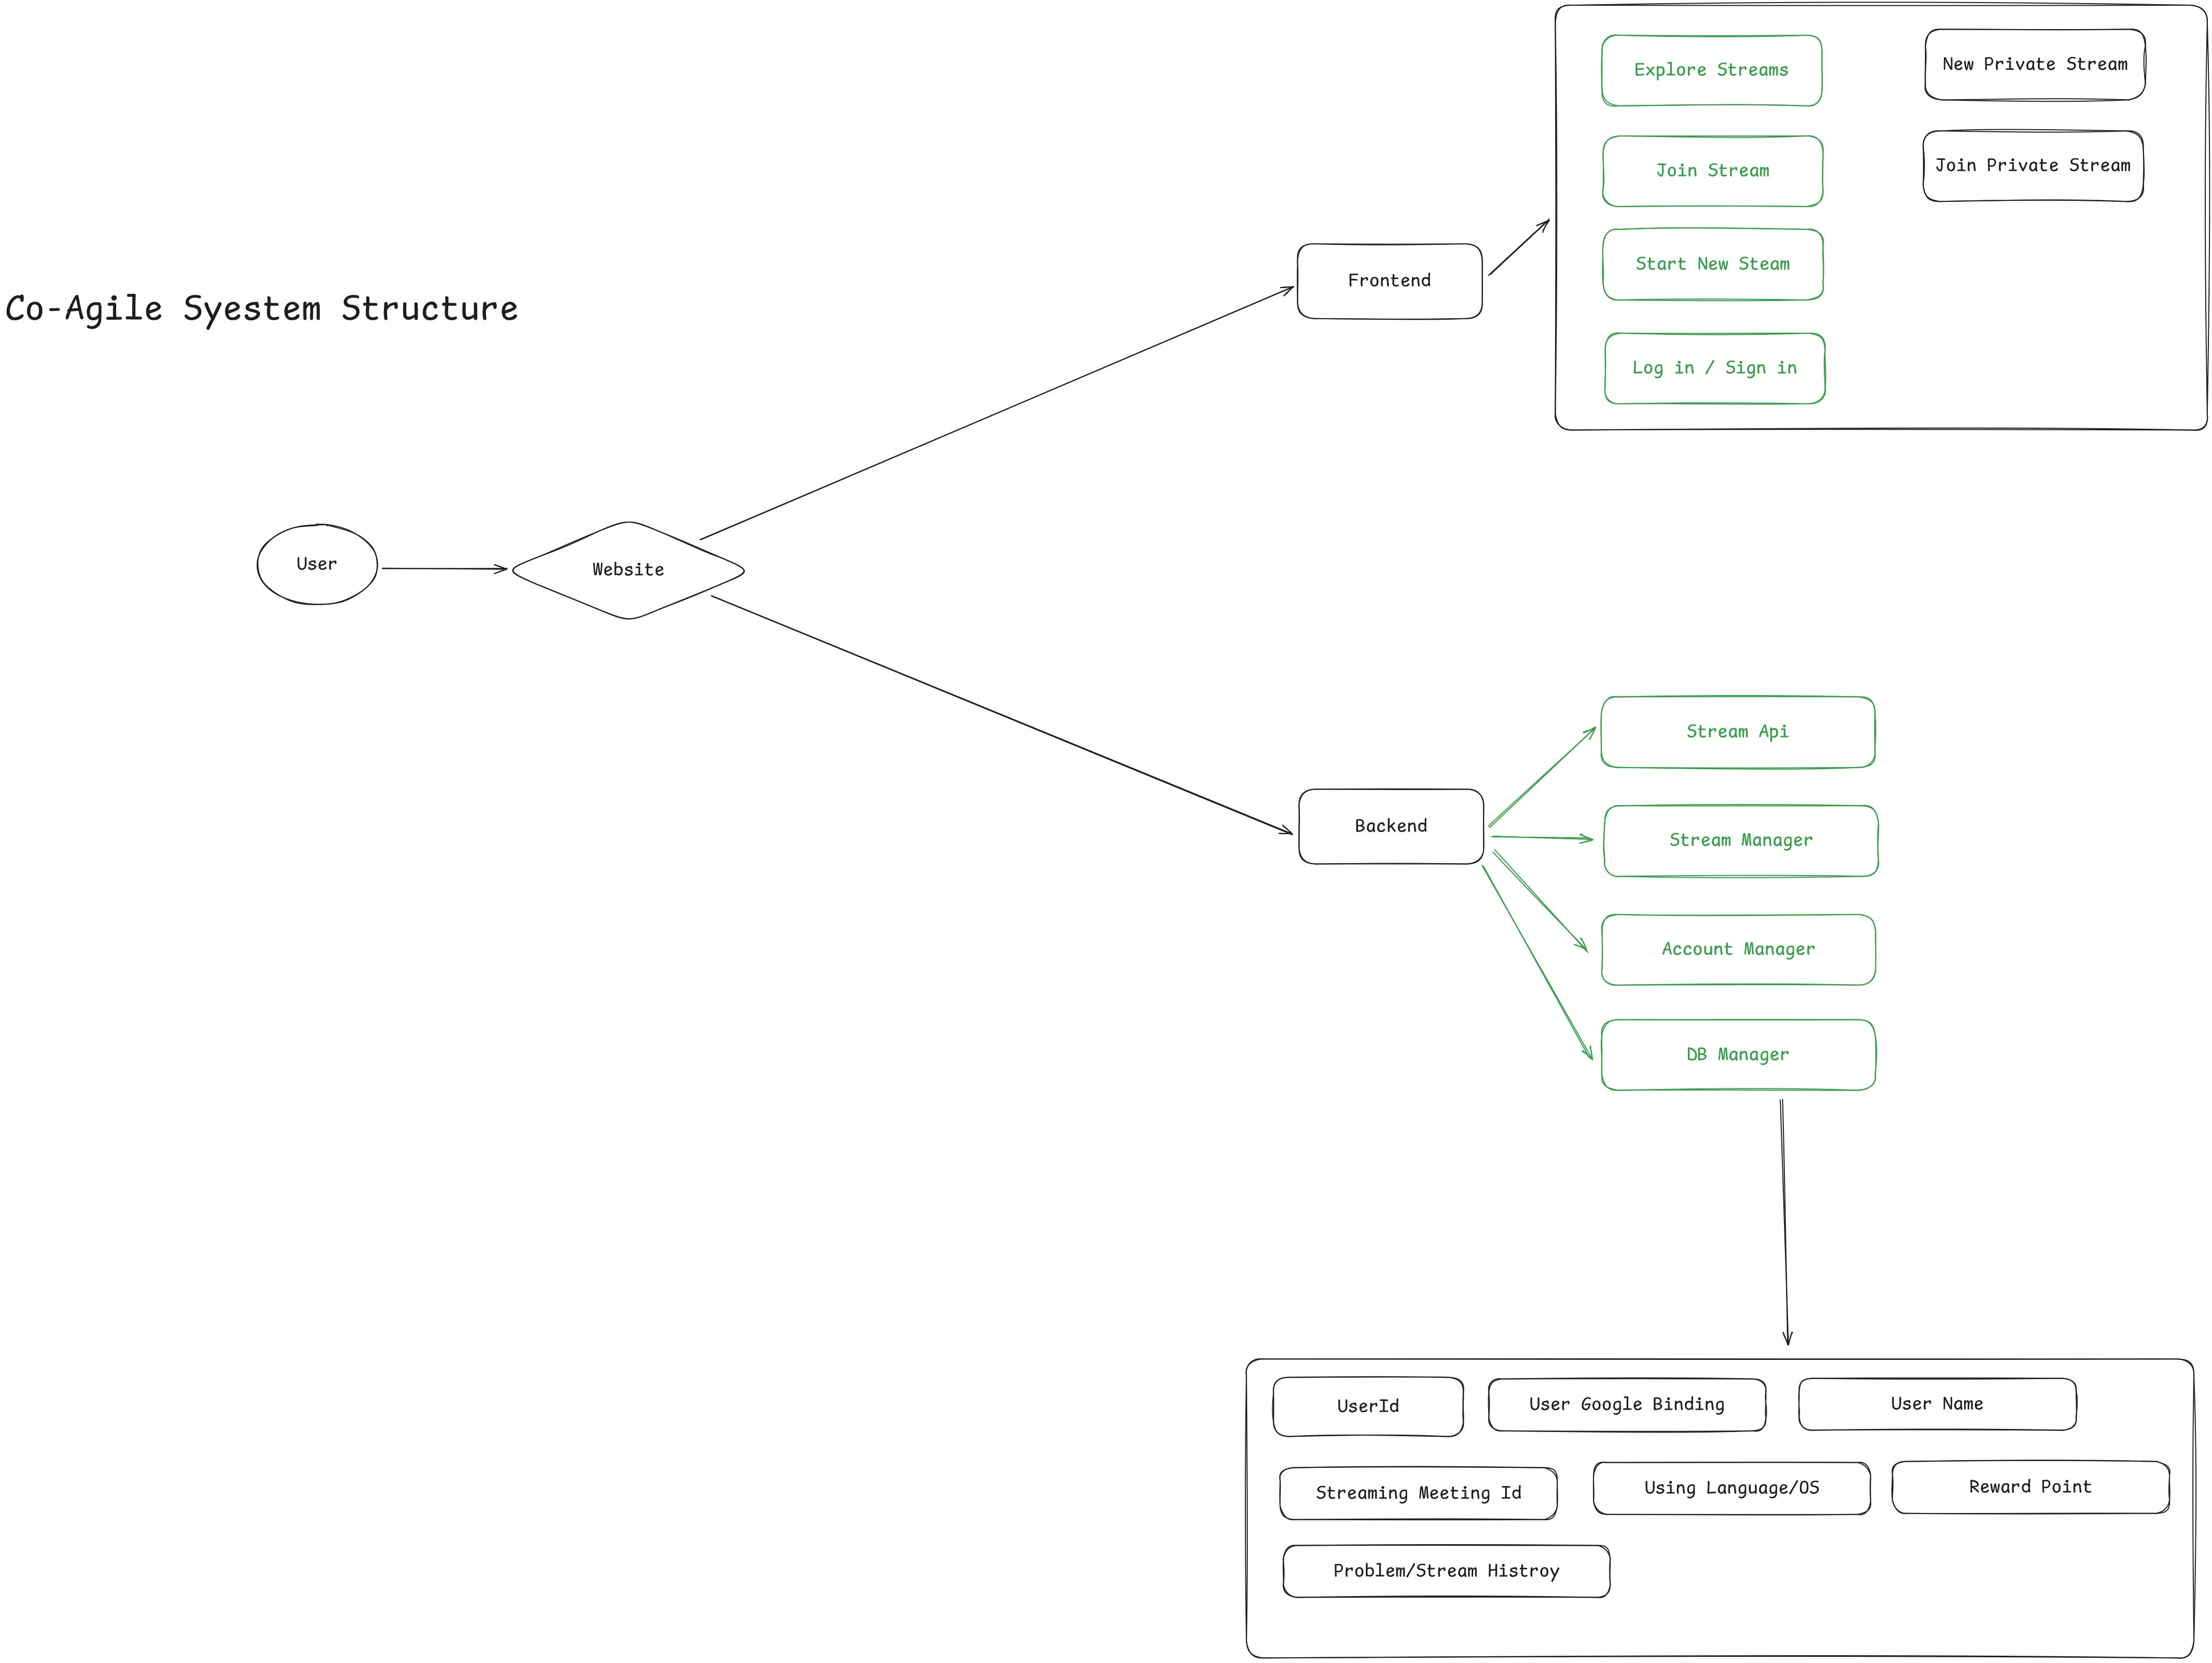 Explore Streams
New Private Stream
Join Stream
Join Private Stream
Start New Steam
Log in / Sign in
Frontend
Co-Agile Syestem Structure
User
Website
Stream Api
Stream Manager
Account Manager
DB Manager
Backend
UserId
User Google Binding
User Name
Streaming Meeting Id
Using Language/OS
Reward Point
Problem/Stream Histroy